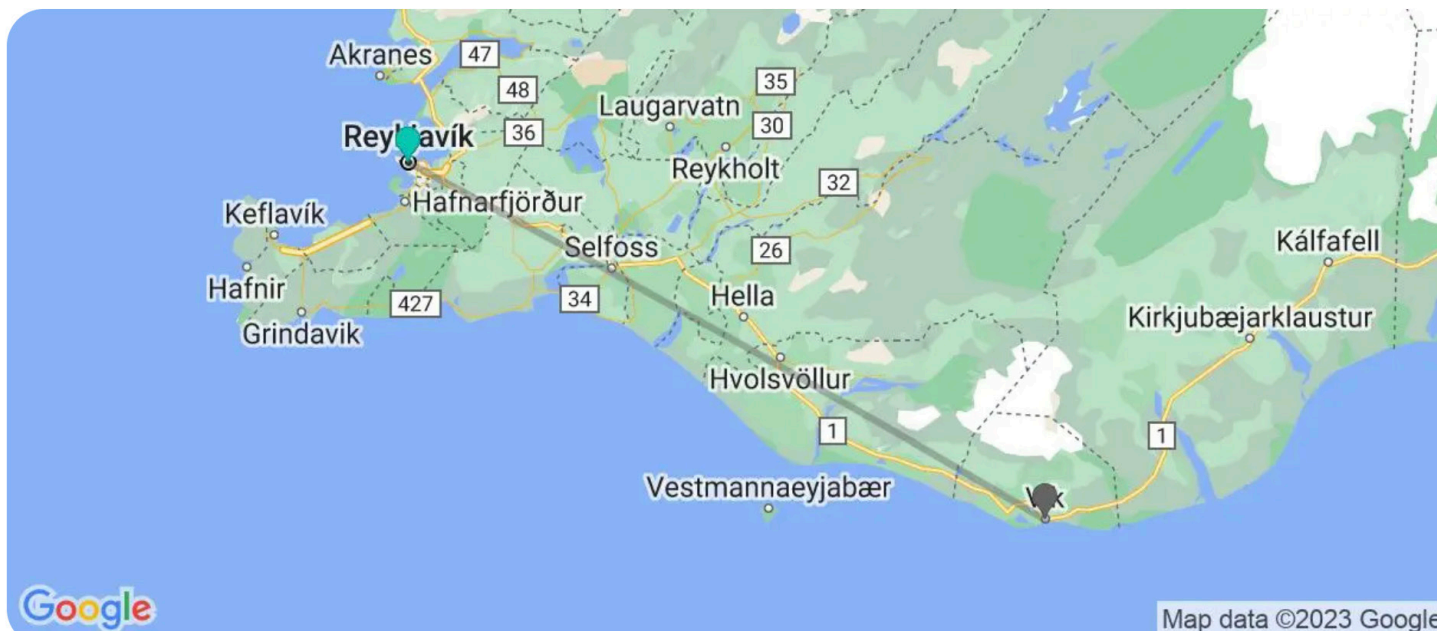 Akranes
47
48
35
Laugarvatn
36
30
Reykjavík
Reykholt
32
Hafnarfjörður
Keflavík
Selfoss
26
Kálfafell
Hafnir
427
34
Hella
Grindavík
Kirkjubæjarklaustur
Hvolsvöllur
1
1
Vestmannaeyjabær
Vík
Google
Map data ©2023 Google